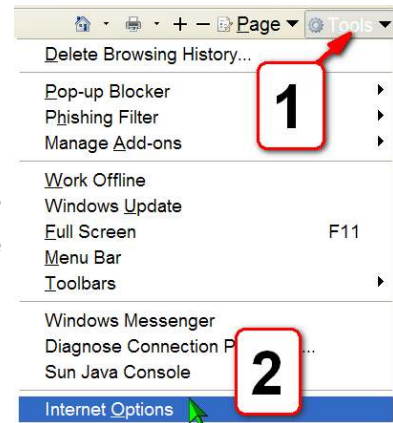 Page Tools
Delete Browsing History...
1
Pop-up Blocker
Phishing Filter
Manage Add-ons
Work Offline
Windows Update
Full Screen F11
Menu Bar
Toolbars
Windows Messenger
Diagnose Connection P ...
2
Sun Java Console
Internet Options